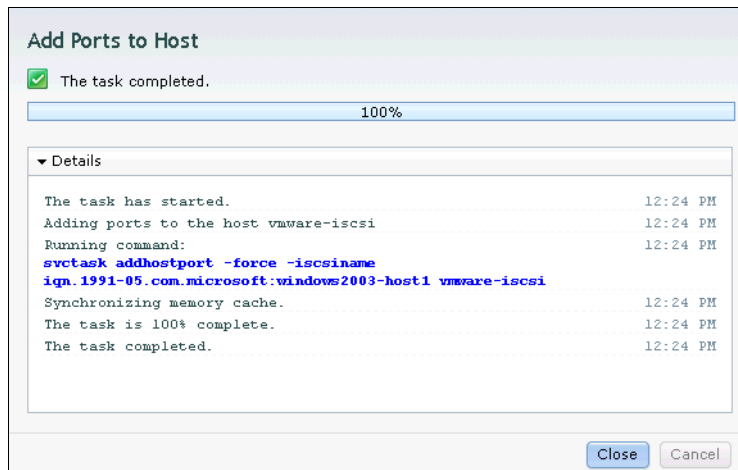 Add Ports to Host
The task completed.
100%
Details
The task has started. 12:24 PM
Adding ports to the host vmware-iscsi 12:24 PM
Running command: 12:24 PM
svctask addhostport -force -iscsiname
iqn.1991-05.com.microsoft:windows2003-host1 vmware-iscsi
Synchronizing memory cache. 12:24 PM
The task is 100% complete. 12:24 PM
The task completed. 12:24 PM
Close Cancel